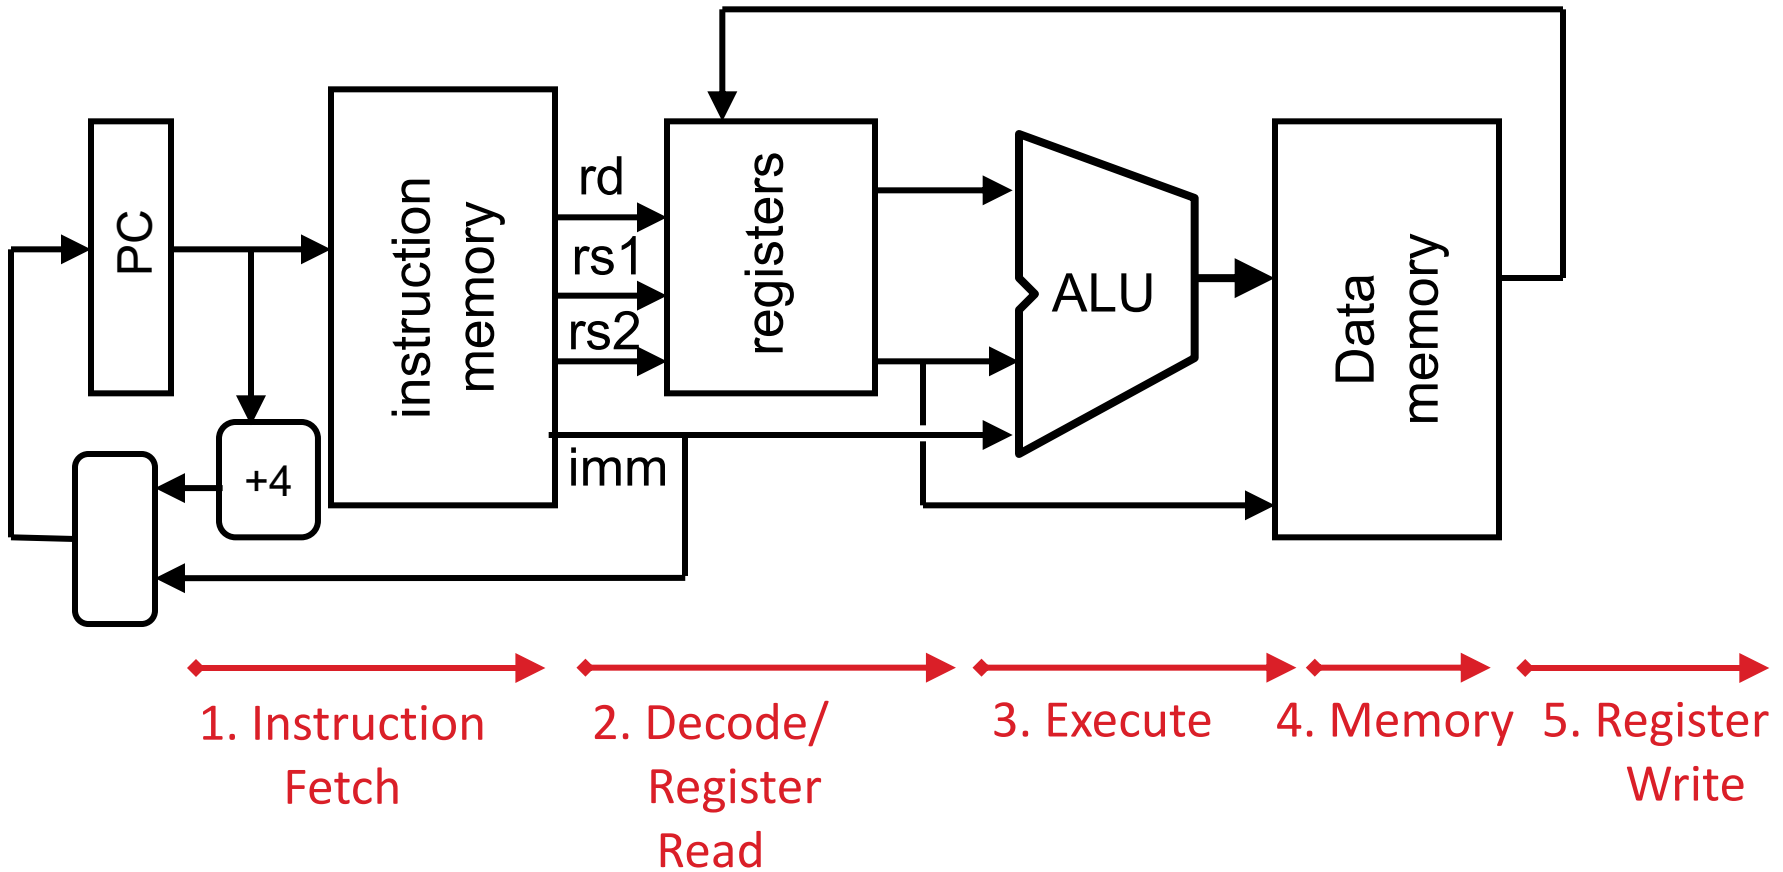 PC
+4
instruction
memory
rd
rs1
rs2
imm
registers
ALU
Data
memory
1. Instruction
Fetch
2. Decode/
Register
Read
3. Execute
4. Memory
5. Register
Write